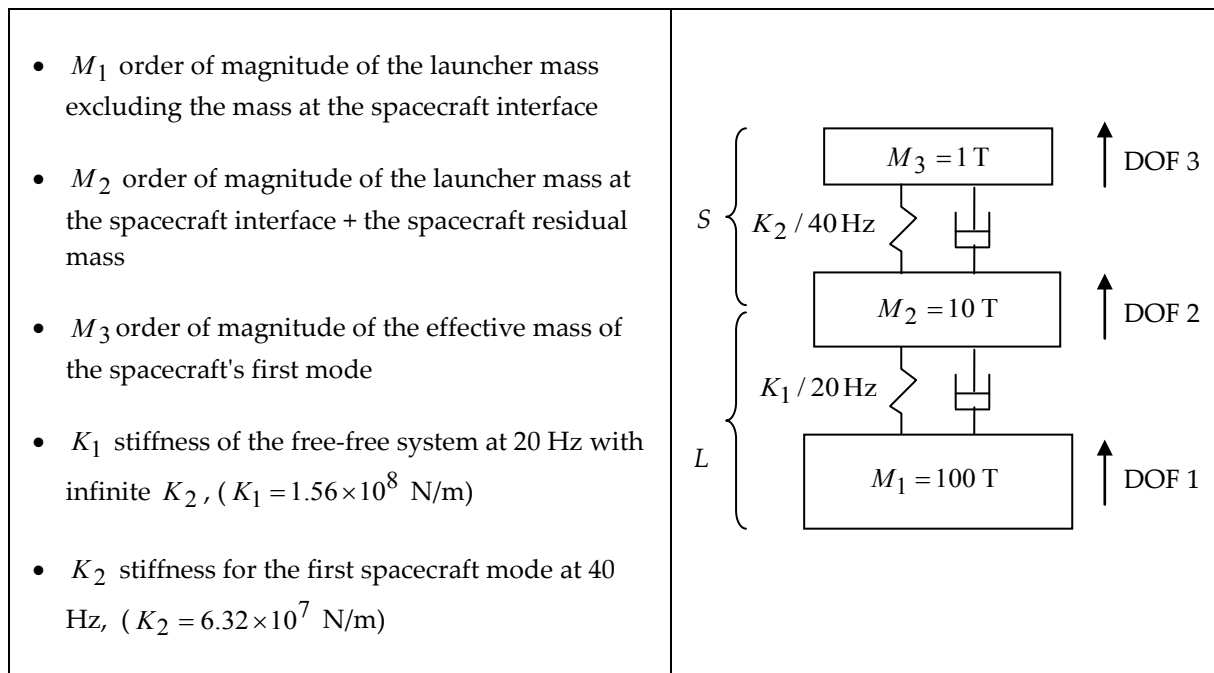 • M₁ order of magnitude of the launcher mass
excluding the mass at the spacecraft interface
• M₂ order of magnitude of the launcher mass at
the spacecraft interface + the spacecraft residual
mass
• M₃ order of magnitude of the effective mass of
the spacecraft's first mode
• K₁ stiffness of the free-free system at 20 Hz with
infinite K₂ , ( K₁ = 1.56 × 10⁸ N/m)
• K₂ stiffness for the first spacecraft mode at 40
Hz, ( K₂ = 6.32 × 10⁷ N/m)
M₃ = 1 T
DOF 3
S
K₂ / 40 Hz
M₂ = 10 T
DOF 2
K₁ / 20 Hz
L
M₁ = 100 T
DOF 1